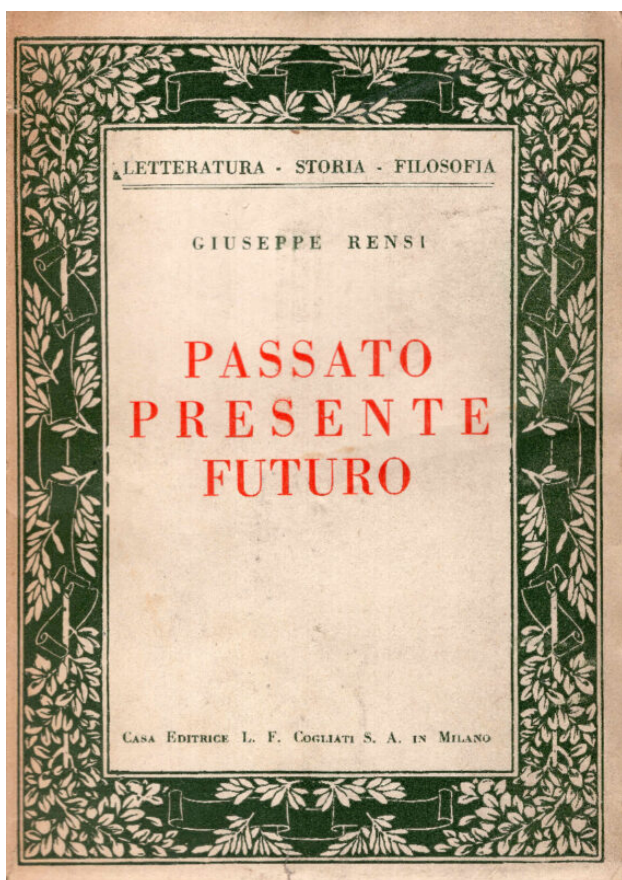 LETTERATURA - STORIA - FILOSOFIA
GIUSEPPE RENSI
PASSATO
PRESENTE
FUTURO
CASA EDITRICE L. F. COGLIATI S. A. IN MILANO